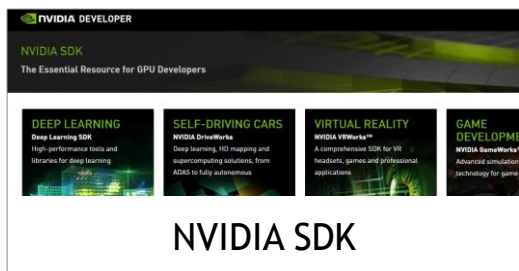 NVIDIA DEVELOPER
NVIDIA SDK
The Essential Resource for GPU Developers
DEEP LEARNING
Deep Learning SDK
High-performance tools and
libraries for deep learning
SELF-DRIVING CARS
NVIDIA DriveWorks
Deep learning, HD mapping and
supercomputing solutions, from
ADAS to fully autonomous
VIRTUAL REALITY
NVIDIA VRWorks™
A comprehensive SDK for VR
headsets, games and professional
applications
GAME
DEVELOPME
NVIDIA GameWorks
Advanced simulation
technology for game
NVIDIA SDK